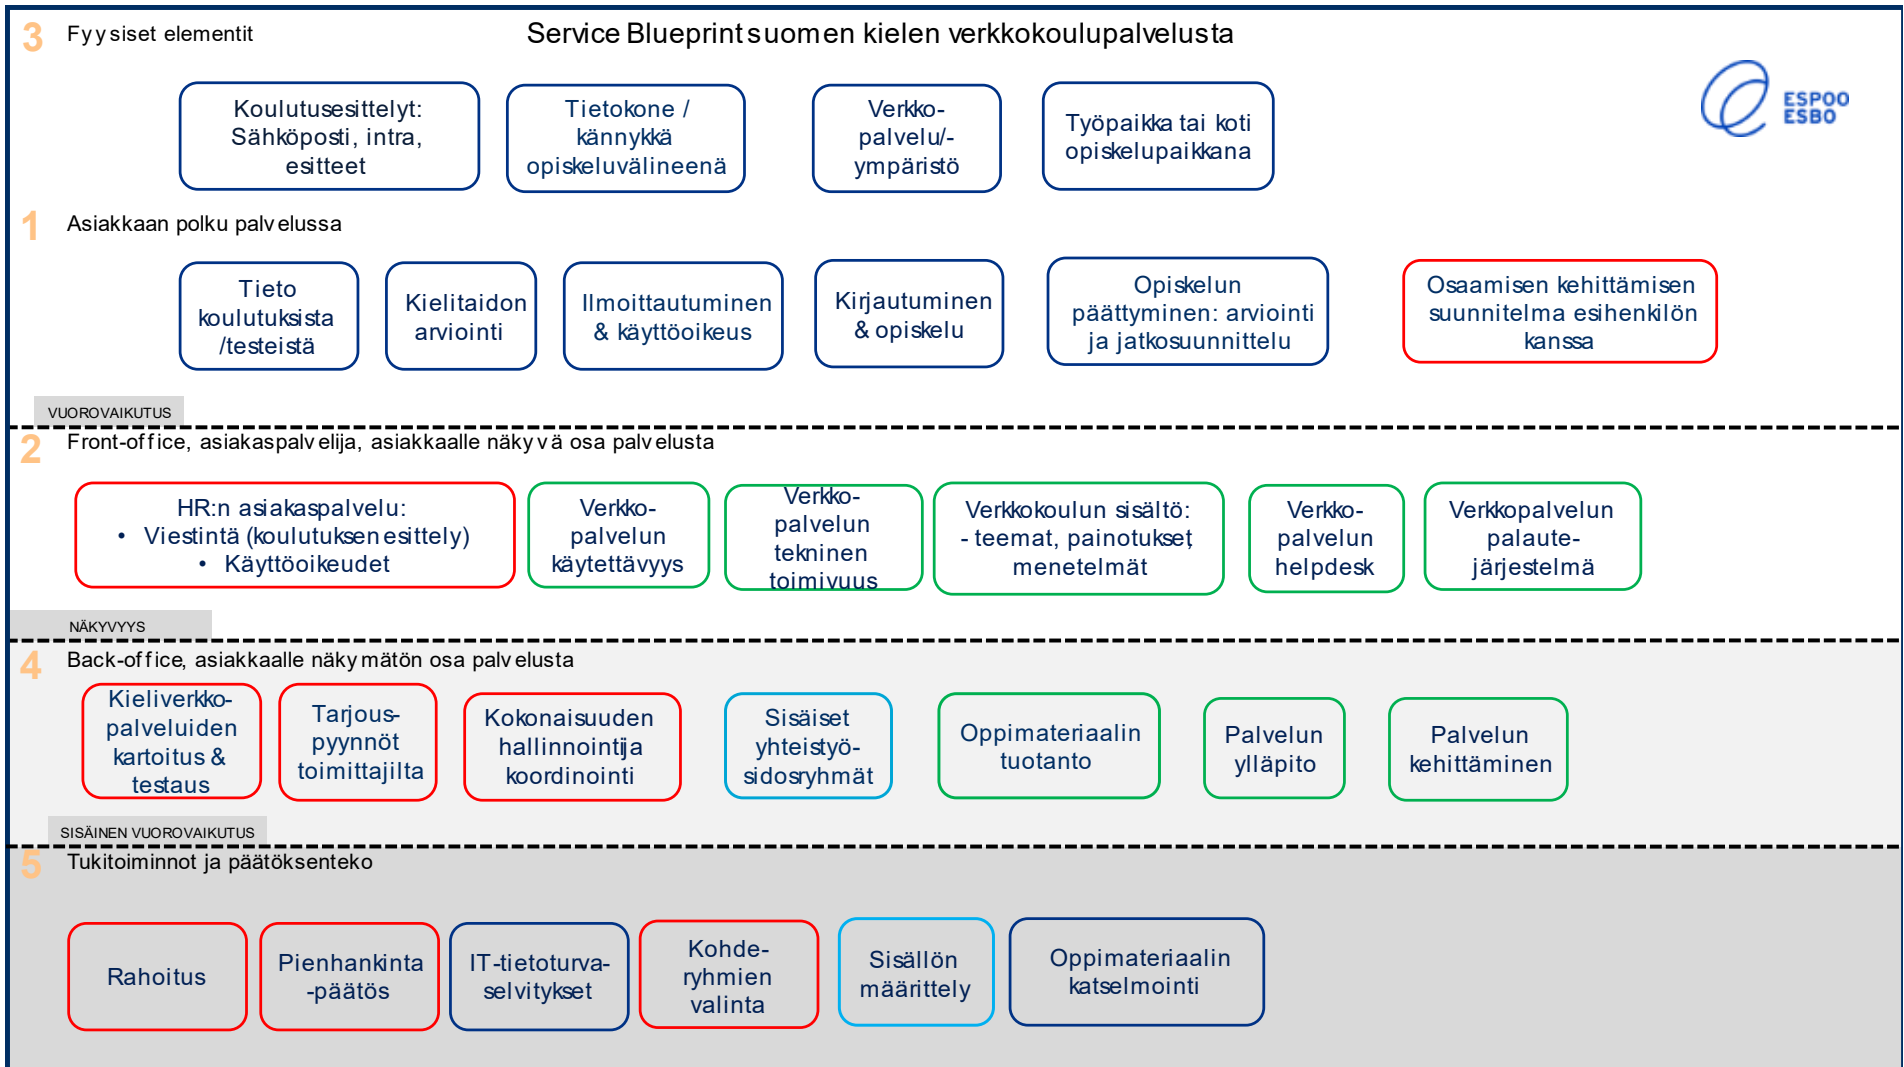 3 Fyysiset elementit
Service Blueprint suomen kielen verkkokoulupalvelusta
ESPOO
ESBO
Koulutusesittelyt:
Sähköposti, intra,
esitteet
Tietokone /
kännykkä
opiskeluvälineenä
Verkko-
palvelu/-
ympäristö
Työpaikka tai koti
opiskelupaikkana
1 Asiakkaan polku palvelussa
Tieto
koulutuksista
/testeistä
Kielitaidon
arviointi
Ilmoittautuminen
& käyttöoikeus
Kirjautuminen
& opiskelu
Opiskelun
päättyminen: arviointi
ja jatkosuunnittelu
Osaamisen kehittämisen
suunnitelma esihenkilön
kanssa
VUOROVAIKUTUS
2 Front-office, asiakaspalvelija, asiakkaalle näkyvä osa palvelusta
HR:n asiakaspalvelu:
• Viestintä (koulutuksen esittely)
• Käyttöoikeudet
Verkko-
palvelun
käytettävyys
Verkko-
palvelun
tekninen
toimivuus
Verkkokoulun sisältö:
- teemat, painotukset,
menetelmät
Verkko-
palvelun
helpdesk
Verkkopalvelun
palaute-
järjestelmä
NÄKYVYYS
4 Back-office, asiakkaalle näkymätön osa palvelusta
Kieliverkko-
palveluiden
kartoitus &
testaus
Tarjous-
pyynnöt
toimittajilta
Kokonaisuuden
hallinnointi ja
koordinointi
Sisäiset
yhteistyö-
sidosryhmät
Oppimateriaalin
tuotanto
Palvelun
ylläpito
Palvelun
kehittäminen
SISÄINEN VUOROVAIKUTUS
5 Tukitoiminnot ja päätöksenteko
Rahoitus
Pienhankinta
-päätös
IT-tietoturva-
selvitykset
Kohde-
ryhmien
valinta
Sisällön
määrittely
Oppimateriaalin
katselmointi